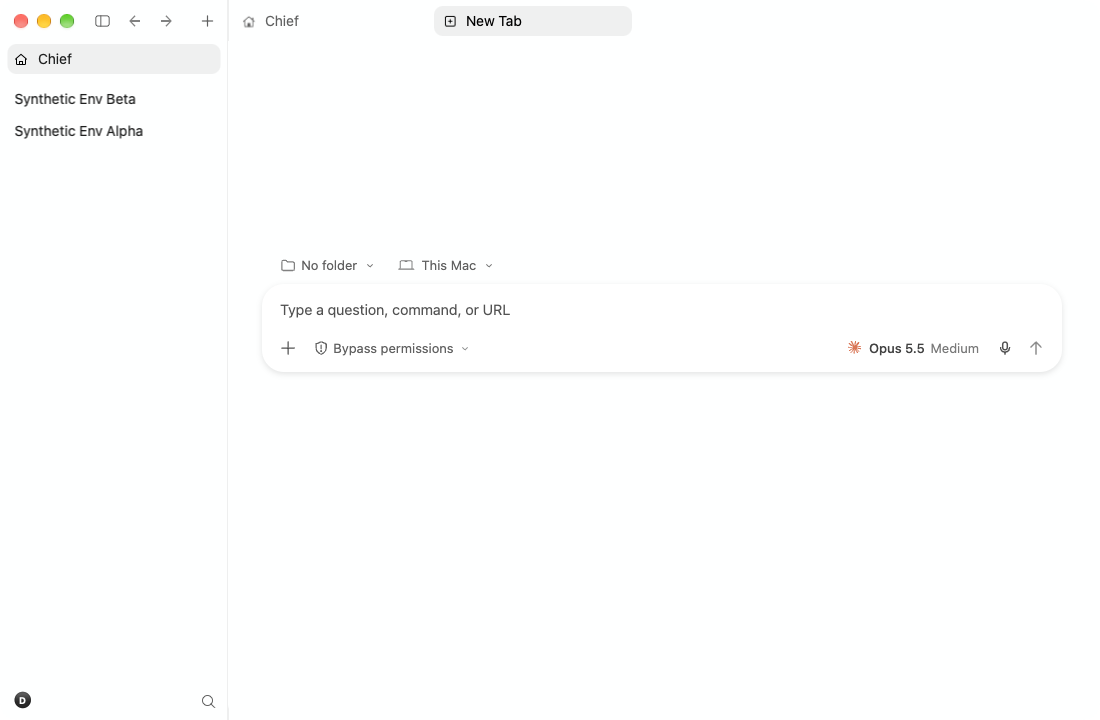 Chief
New Tab
Chief
Synthetic Env Beta
Synthetic Env Alpha
No folder
This Mac
Type a question, command, or URL
Bypass permissions
Opus 5.5 Medium
D